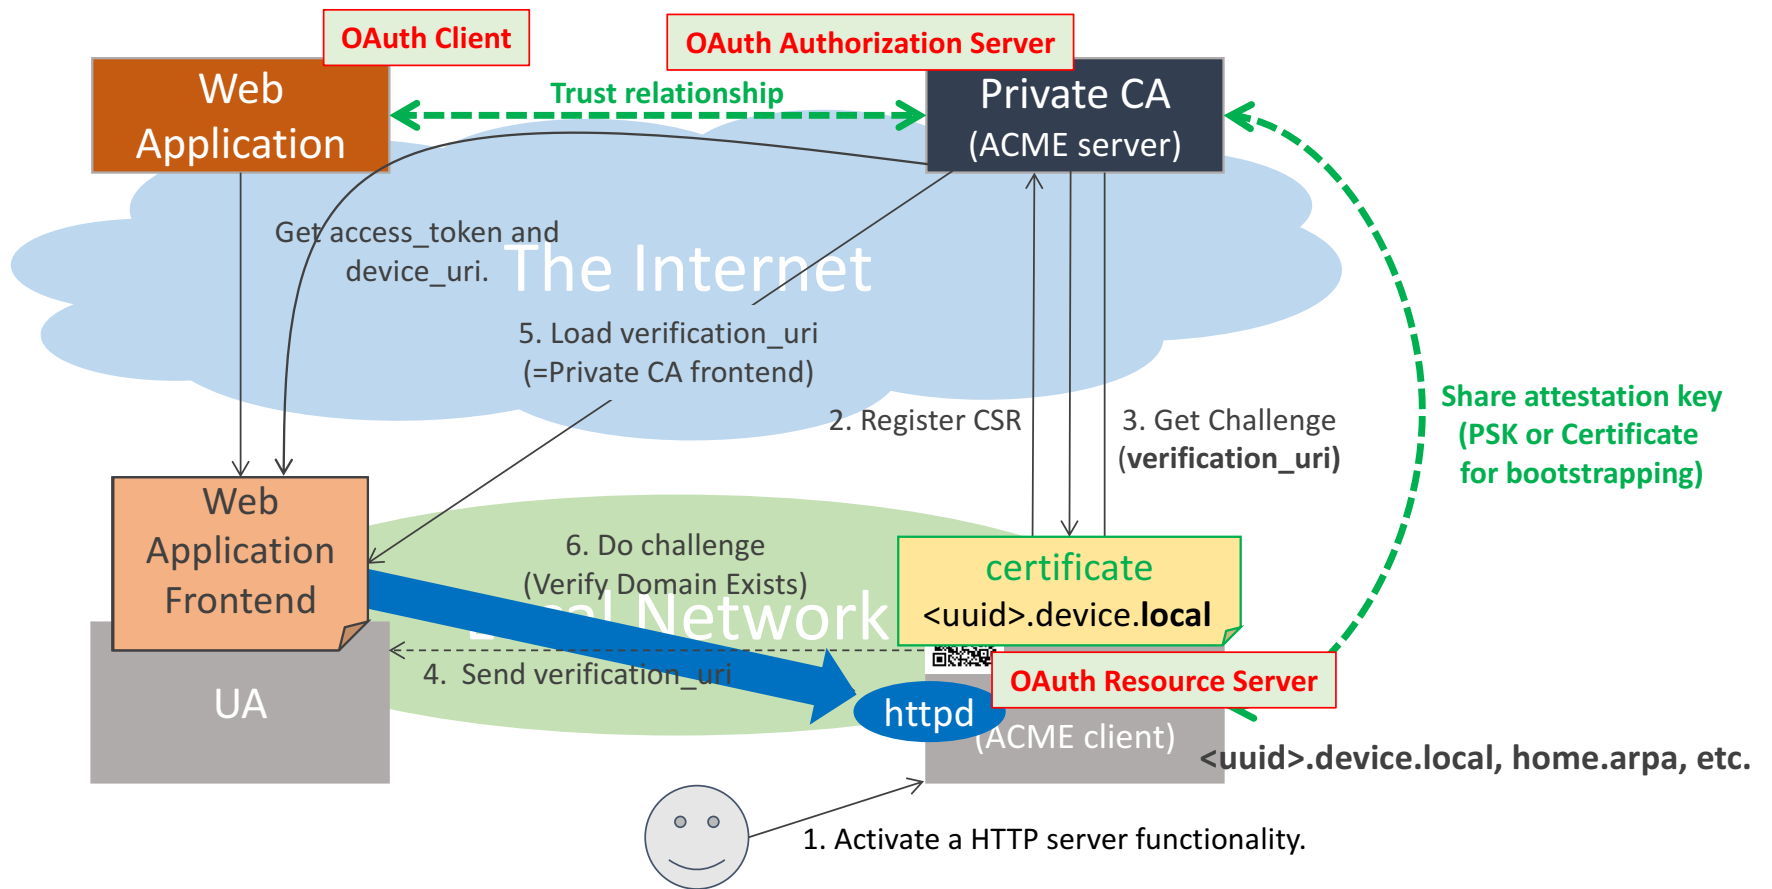 OAuth Client
OAuth Authorization Server
Web
Application
Trust relationship
Private CA
(ACME server)
Get access_token and
device_uri.
The Internet
5. Load verification_uri
(=Private CA frontend)
2. Register CSR
3. Get Challenge
(verification_uri)
Share attestation key
(PSK or Certificate
for bootstrapping)
Web
Application
Frontend
6. Do challenge
(Verify Domain Exists)
Local Network
certificate
<uuid>.device.local
4. Send verification_uri
OAuth Resource Server
UA
httpd
(ACME client)
<uuid>.device.local, home.arpa, etc.
1. Activate a HTTP server functionality.